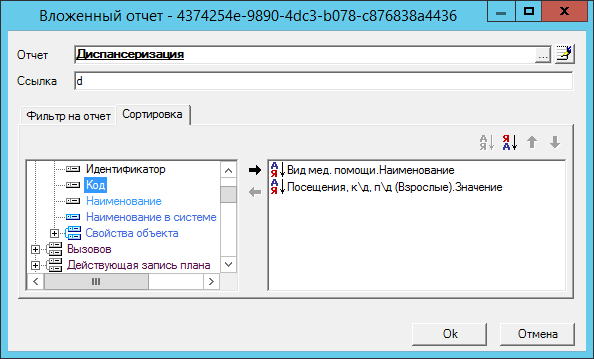 Вложенный отчет - 4374254e-9890-4dc3-b078-c876838a4436
Отчет Диспансеризация ...
Ссылка d
Фильтр на отчет Сортировка
Идентификатор
Код
Наименование
Наименование в системе
Свойства объекта
Вызовов
Действующая запись плана
Вид мед. помощи.Наименование
Посещения, к\д, п\д (Взрослые).Значение
Ok Отмена